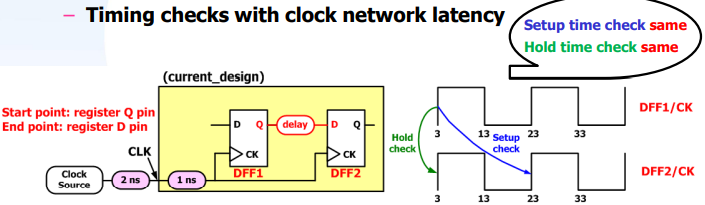 – Timing checks with clock network latency
Setup time check same
Hold time check same
(current_design)
Start point: register Q pin
End point: register D pin
CLK
Clock
Source
2 ns
1 ns
D Q
CK
DFF1
delay
D Q
CK
DFF2
DFF1/CK
3 13 23 33
Hold
check
Setup
check
DFF2/CK
3 13 23 33